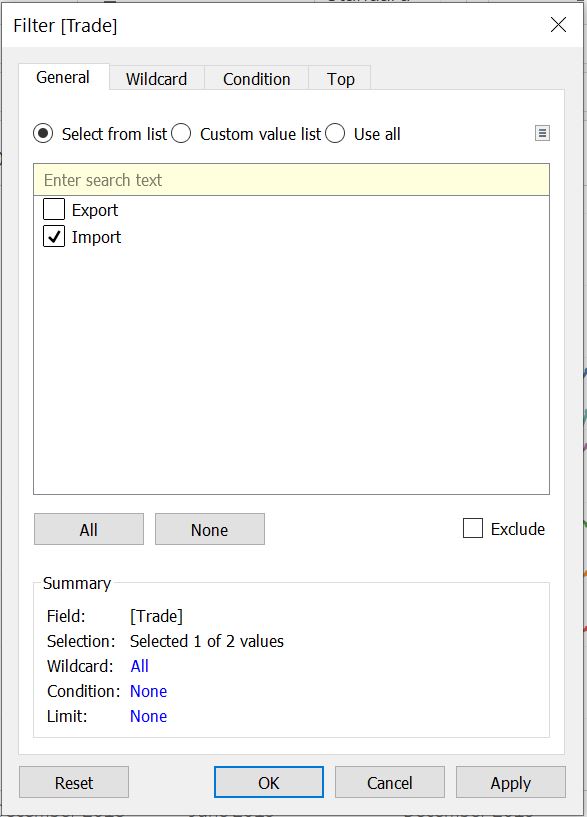 Filter [Trade]
General Wildcard Condition Top
Select from list Custom value list Use all
Enter search text
Export
Import
All None Exclude
Summary
Field: [Trade]
Selection: Selected 1 of 2 values
Wildcard: All
Condition: None
Limit: None
Reset OK Cancel Apply